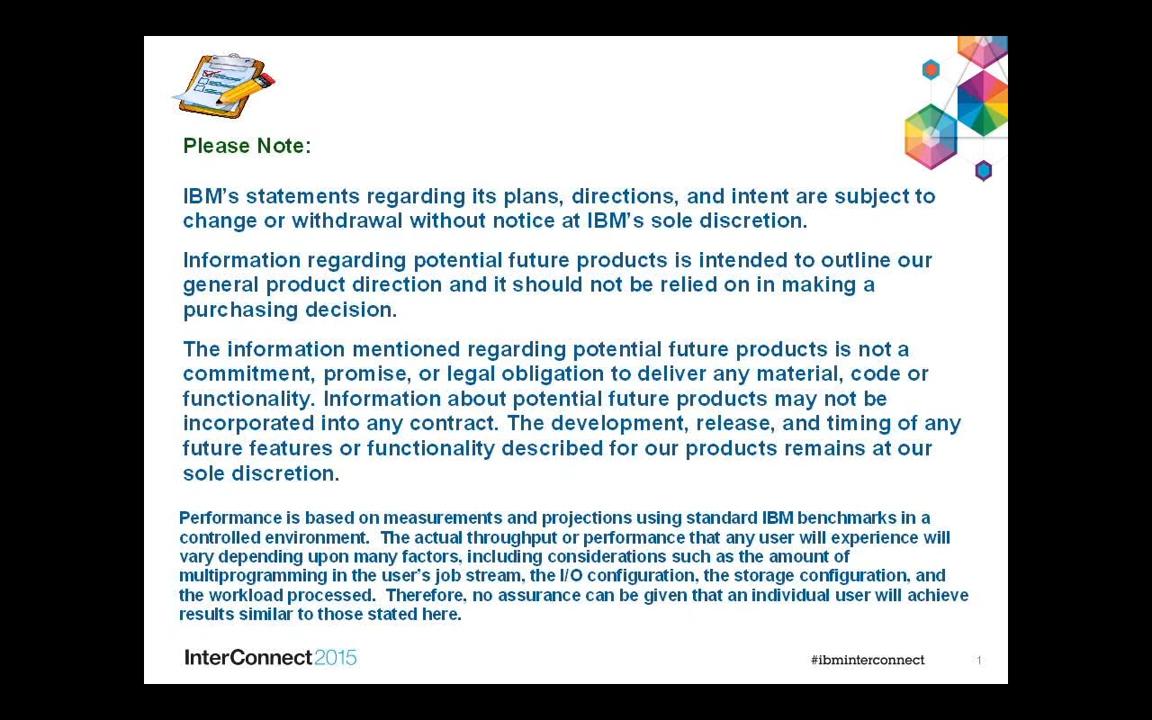 Please Note:
IBM's statements regarding its plans, directions, and intent are subject to
change or withdrawal without notice at IBM's sole discretion.
Information regarding potential future products is intended to outline our
general product direction and it should not be relied on in making a
purchasing decision.
The information mentioned regarding potential future products is not a
commitment, promise, or legal obligation to deliver any material, code or
functionality. Information about potential future products may not be
incorporated into any contract. The development, release, and timing of any
future features or functionality described for our products remains at our
sole discretion.
Performance is based on measurements and projections using standard IBM benchmarks in a
controlled environment.  The actual throughput or performance that any user will experience will
vary depending upon many factors, including considerations such as the amount of
multiprogramming in the user's job stream, the I/O configuration, the storage configuration, and
the workload processed.  Therefore, no assurance can be given that an individual user will achieve
results similar to those stated here.
InterConnect2015
#ibminterconnect
1